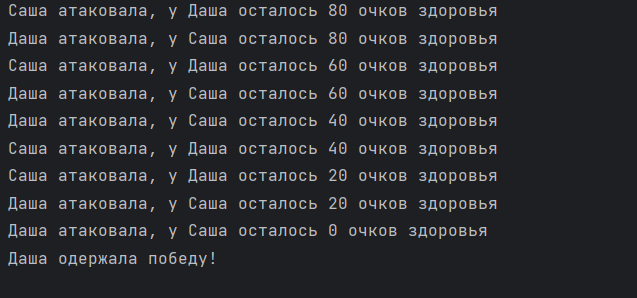 Саша атаковала, у Даша осталось 80 очков здоровья
Даша атаковала, у Саша осталось 80 очков здоровья
Саша атаковала, у Даша осталось 60 очков здоровья
Даша атаковала, у Саша осталось 60 очков здоровья
Даша атаковала, у Саша осталось 40 очков здоровья
Саша атаковала, у Даша осталось 40 очков здоровья
Саша атаковала, у Даша осталось 20 очков здоровья
Даша атаковала, у Саша осталось 20 очков здоровья
Даша атаковала, у Саша осталось 0 очков здоровья
Даша одержала победу!